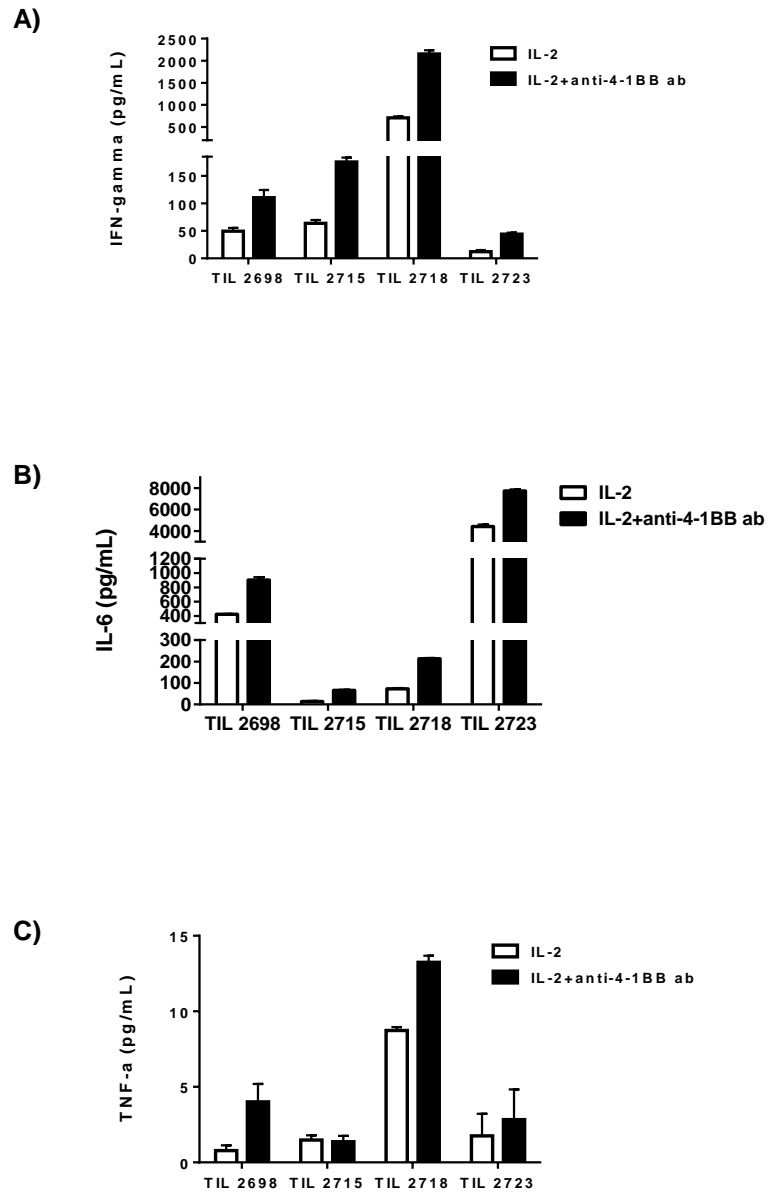 A)
IFN-gamma (pg/mL)
2500
2000
1500
1000
500
150
100
50
0
TIL 2698 TIL 2715 TIL 2718 TIL 2723
IL-2
IL-2+anti-4-1BB ab
B)
IL-6 (pg/mL)
8000
6000
4000
1200
1000
800
600
400
300
200
100
0
TIL 2698 TIL 2715 TIL 2718 TIL 2723
IL-2
IL-2+anti-4-1BB ab
C)
TNF-a (pg/mL)
15
10
5
0
TIL 2698 TIL 2715 TIL 2718 TIL 2723
IL-2
IL-2+anti-4-1BB ab